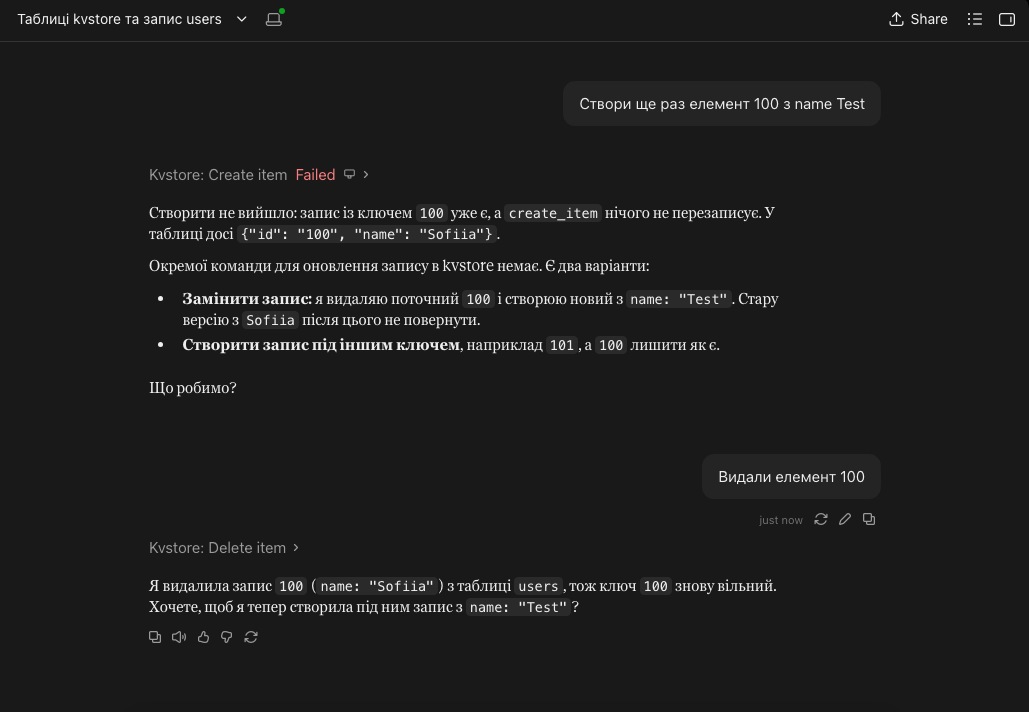 Таблиці kvstore та запис users
Share
Створи ще раз елемент 100 з name Test
Kvstore: Create item Failed
Створити не вийшло: запис із ключем 100 уже є, а create_item нічого не перезаписує. У
таблиці досі {"id": "100", "name": "Sofiia"}.
Окремої команди для оновлення запису в kvstore немає. Є два варіанти:
• Замінити запис: я видаляю поточний 100 і створюю новий з name: "Test". Стару
версію з Sofiia після цього не повернути.
• Створити запис під іншим ключем, наприклад 101, а 100 лишити як є.
Що робимо?
Видали елемент 100
just now
Kvstore: Delete item
Я видалила запис 100 (name: "Sofiia") з таблиці users, тож ключ 100 знову вільний.
Хочете, щоб я тепер створила під ним запис з name: "Test"?